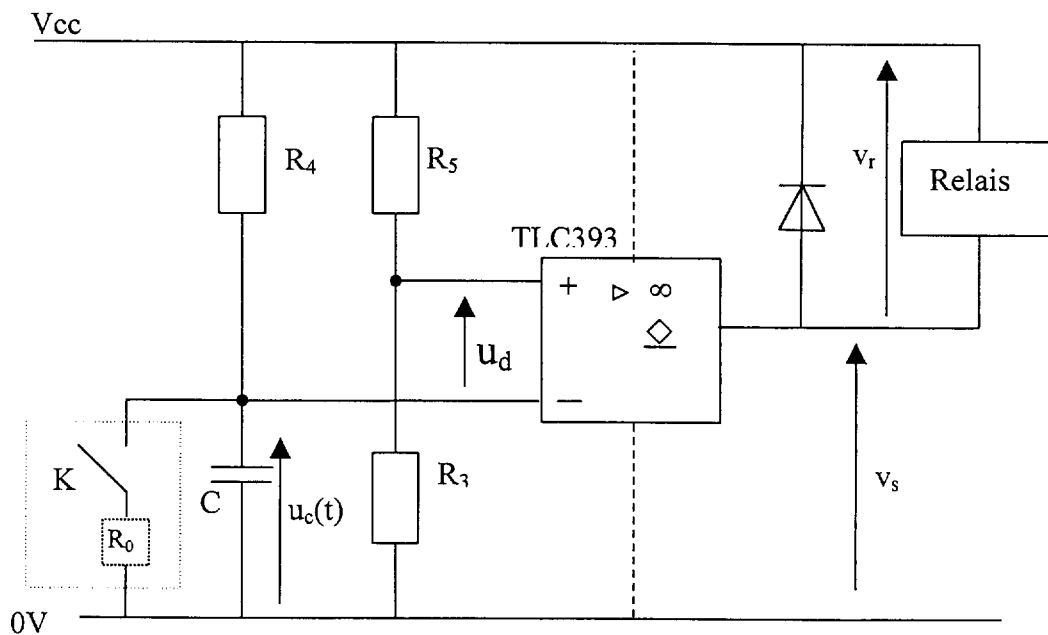 Vcc
R4
R5
vr
Relais
TLC393
+ ▷ ∞
ud
−
K
C
uc(t)
R3
vs
R0
0V